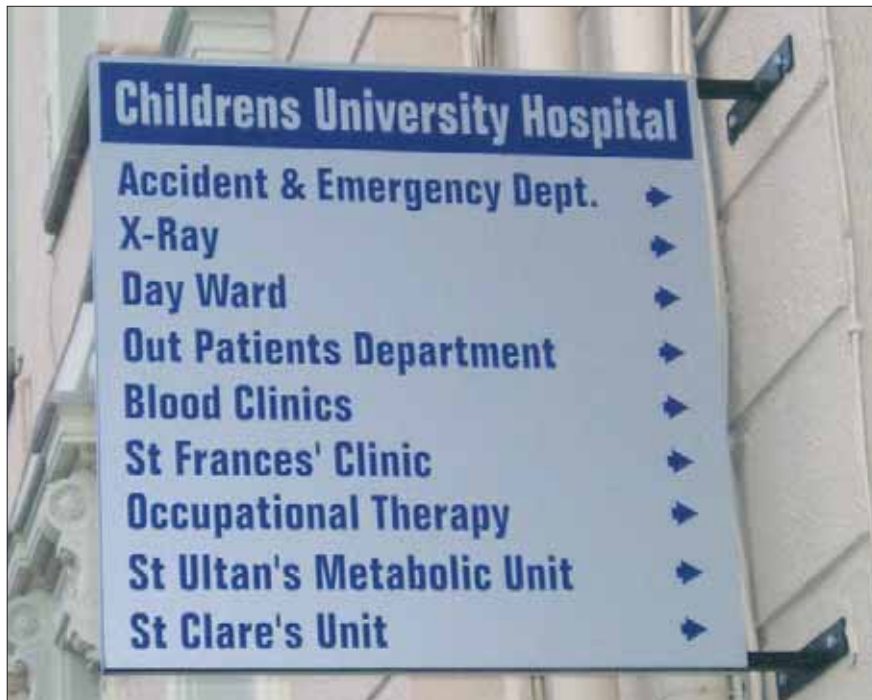 Childrens University Hospital
Accident & Emergency Dept.
X-Ray
Day Ward
Out Patients Department
Blood Clinics
St Frances' Clinic
Occupational Therapy
St Ultan's Metabolic Unit
St Clare's Unit